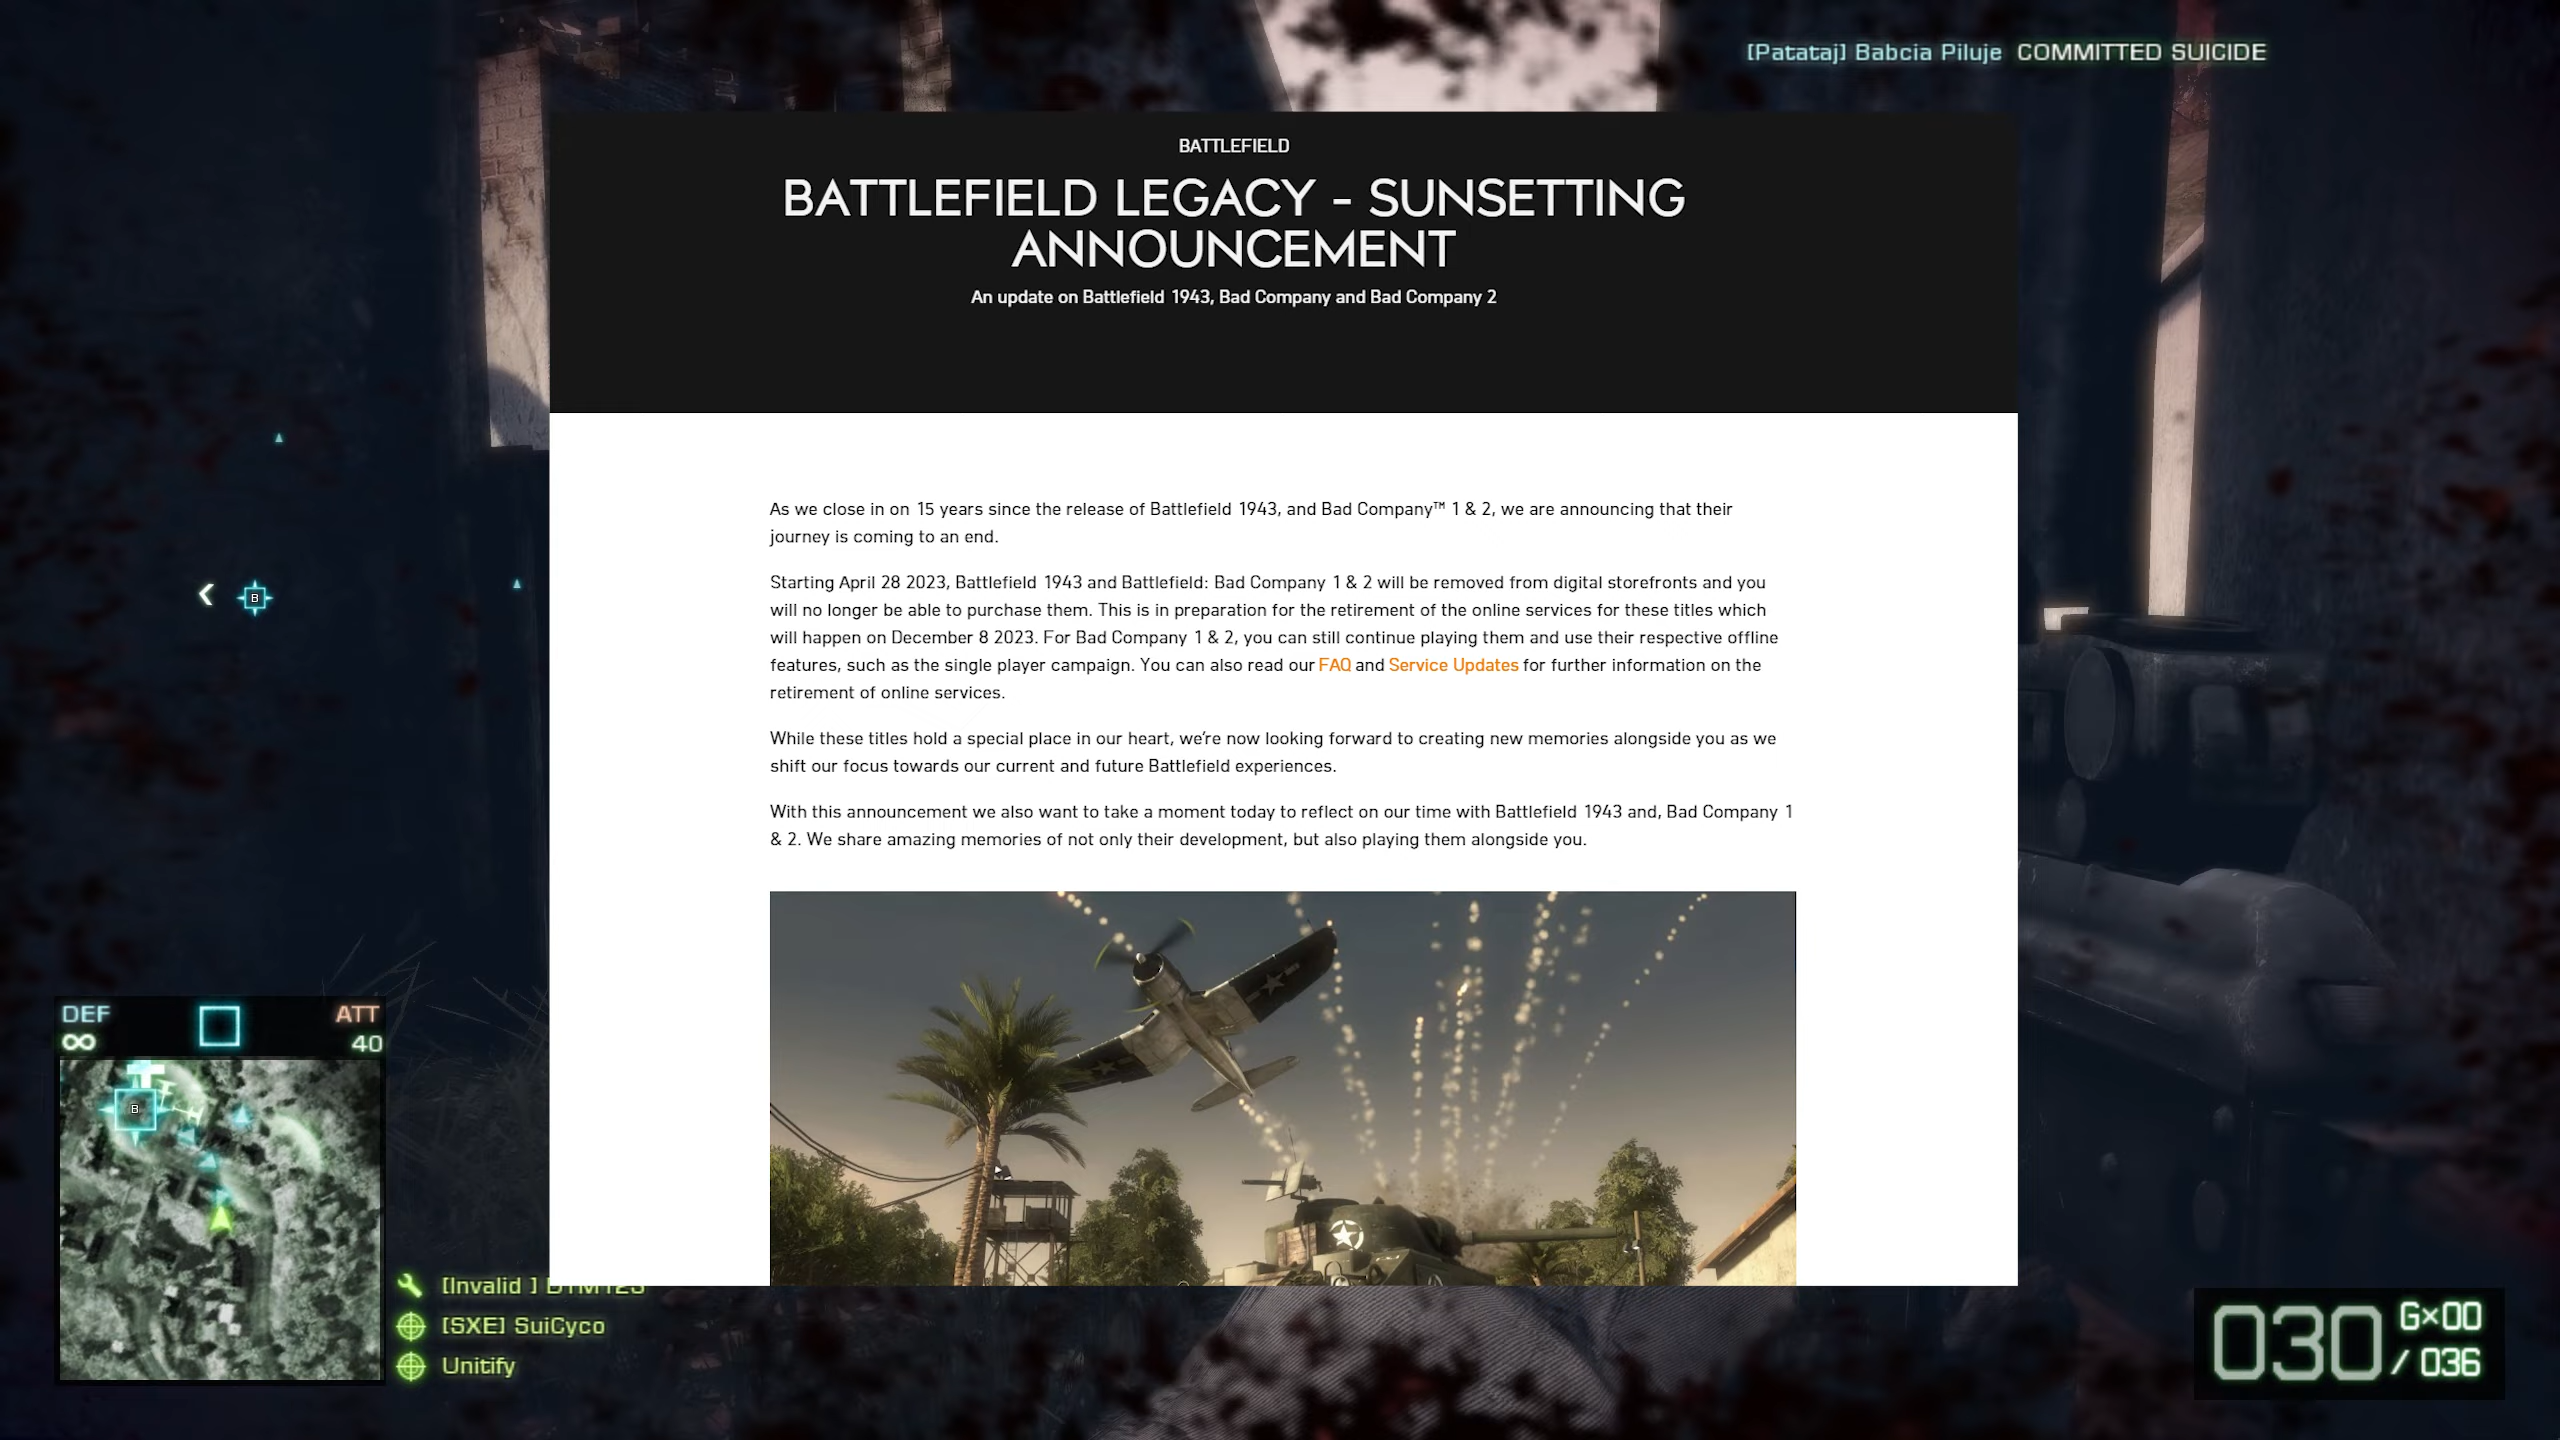 [Patataj] Babcia Piluje COMMITTED SUICIDE
BATTLEFIELD
BATTLEFIELD LEGACY - SUNSETTING
ANNOUNCEMENT
An update on Battlefield 1943, Bad Company and Bad Company 2
As we close in on 15 years since the release of Battlefield 1943, and Bad Company™ 1 & 2, we are announcing that their
journey is coming to an end.
Starting April 28 2023, Battlefield 1943 and Battlefield: Bad Company 1 & 2 will be removed from digital storefronts and you
will no longer be able to purchase them. This is in preparation for the retirement of the online services for these titles which
will happen on December 8 2023. For Bad Company 1 & 2, you can still continue playing them and use their respective offline
features, such as the single player campaign. You can also read our FAQ and Service Updates for further information on the
retirement of online services.
While these titles hold a special place in our heart, we're now looking forward to creating new memories alongside you as we
shift our focus towards our current and future Battlefield experiences.
With this announcement we also want to take a moment today to reflect on our time with Battlefield 1943 and, Bad Company 1
& 2. We share amazing memories of not only their development, but also playing them alongside you.
B
DEF ATT
∞ 40
B
[Invalid ]
[SXE] SuiCyco
Unitify
030 G×00
/ 036